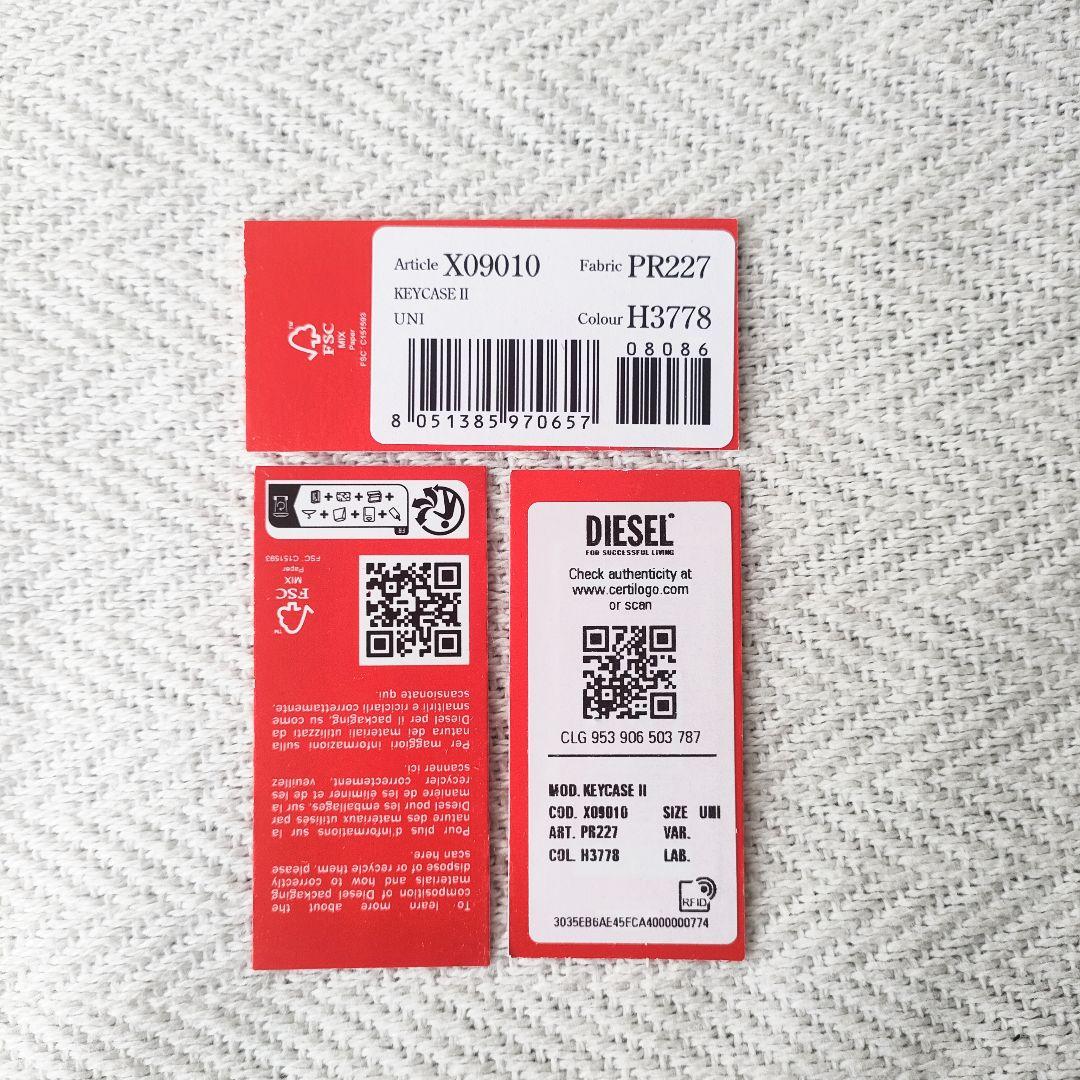 Article X09010 Fabric PR227
KEYCASE II
UNI Colour H3778
08086
8 051385 970657
™
FSC
MIX
Paper
FSC® C151593
FR
™
FSC
MIX
Paper
FSC® C151593
To learn more about the
composition of Diesel packaging
materials and how to correctly
dispose of or recycle them, please
scan here.
Pour plus d'informations sur la
nature des matériaux utilisés par
Diesel pour les emballages, sur la
manière de les éliminer et de les
recycler correctement, veuillez
scanner ici.
Per maggiori informazioni sulla
natura dei materiali utilizzati da
Diesel per il packaging, su come
smaltirli e riciclarli correttamente,
scansionate qui.
DIESEL®
FOR SUCCESSFUL LIVING
Check authenticity at
www.certilogo.com
or scan
CLG 953 906 503 787
MOD. KEYCASE II
COD. X09010 SIZE UNI
ART. PR227 VAR.
COL. H3778 LAB.
RFID
3035EB6AE45FCA4000000774